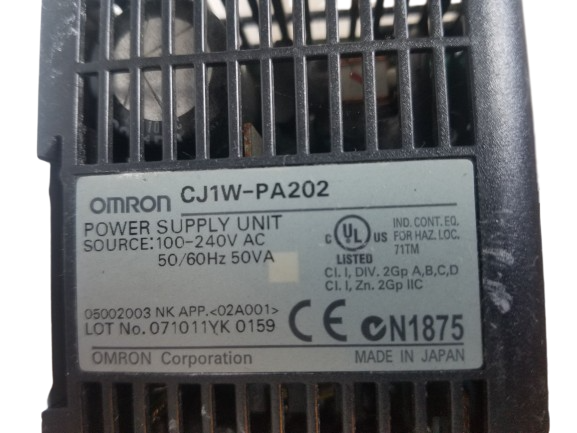 OMRON CJ1W-PA202
POWER SUPPLY UNIT
SOURCE:100-240V AC
50/60Hz 50VA
C UL US
LISTED
IND. CONT. EQ.
FOR HAZ. LOC.
71TM
Cl. I, DIV. 2Gp A,B,C,D
Cl. I, Zn. 2Gp IIC
05002003 NK APP.<02A001>
LOT No. 071011YK 0159
CE N1875
OMRON Corporation
MADE IN JAPAN